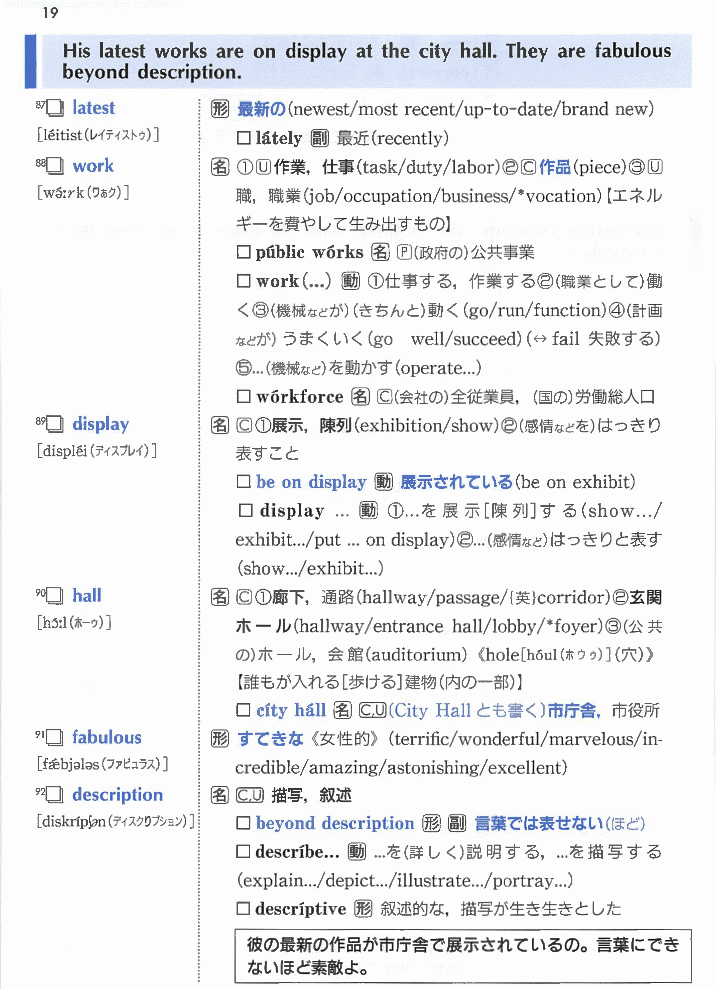 19
His latest works are on display at the city hall. They are fabulous
beyond description.
87 latest
[léitist(レイティストゥ)]
形 最新の(newest/most recent/up-to-date/brand new)
□ látely 副 最近(recently)
88 work
[wə́ːrk(ワぁク)]
名 ①Ⓤ作業，仕事(task/duty/labor)②Ⓒ作品(piece)③Ⓤ
職，職業(job/occupation/business/*vocation)【エネル
ギーを費やして生み出すもの】
□ públic wórks 名 Ⓟ(政府の)公共事業
□ work(...) 動 ①仕事する，作業する②(職業として)働
く③(機械などが)(きちんと)動く(go/run/function)④(計画
などが) うまくいく(go well/succeed)(↔fail 失敗する)
⑤...(機械など)を動かす(operate...)
□ wórkforce 名 Ⓒ(会社の)全従業員，(国の)労働総人口
89 display
[displéi(ディスプレイ)]
名 Ⓒ①展示，陳列(exhibition/show)②(感情などを)はっきり
表すこと
□ be on display 動 展示されている(be on exhibit)
□ display ... 動 ①...を展示[陳列]する(show.../
exhibit.../put ... on display)②...(感情など)はっきりと表す
(show.../exhibit...)
90 hall
[hɔ́ːl(ホーゥ)]
名 Ⓒ①廊下，通路(hallway/passage/{英}corridor)②玄関
ホール(hallway/entrance hall/lobby/*foyer)③(公共
の)ホール，会館(auditorium)《hole[hóul(ホゥゥ)](穴)》
【誰もが入れる[歩ける]建物(内の一部)】
□ cíty háll 名 C,U(City Hallとも書く)市庁舎，市役所
91 fabulous
[fǽbjələs(ファビュラス)]
形 すてきな《女性的》(terrific/wonderful/marvelous/in-
credible/amazing/astonishing/excellent)
92 description
[diskrípʃən(ディスクリプション)]
名 C,U 描写，叙述
□ beyond description 形 副 言葉では表せない(ほど)
□ descríbe... 動 ...を(詳しく)説明する，...を描写する
(explain.../depict.../illustrate.../portray...)
□ descríptive 形 叙述的な，描写が生き生きとした
彼の最新の作品が市庁舎で展示されているの。言葉にでき
ないほど素敵よ。